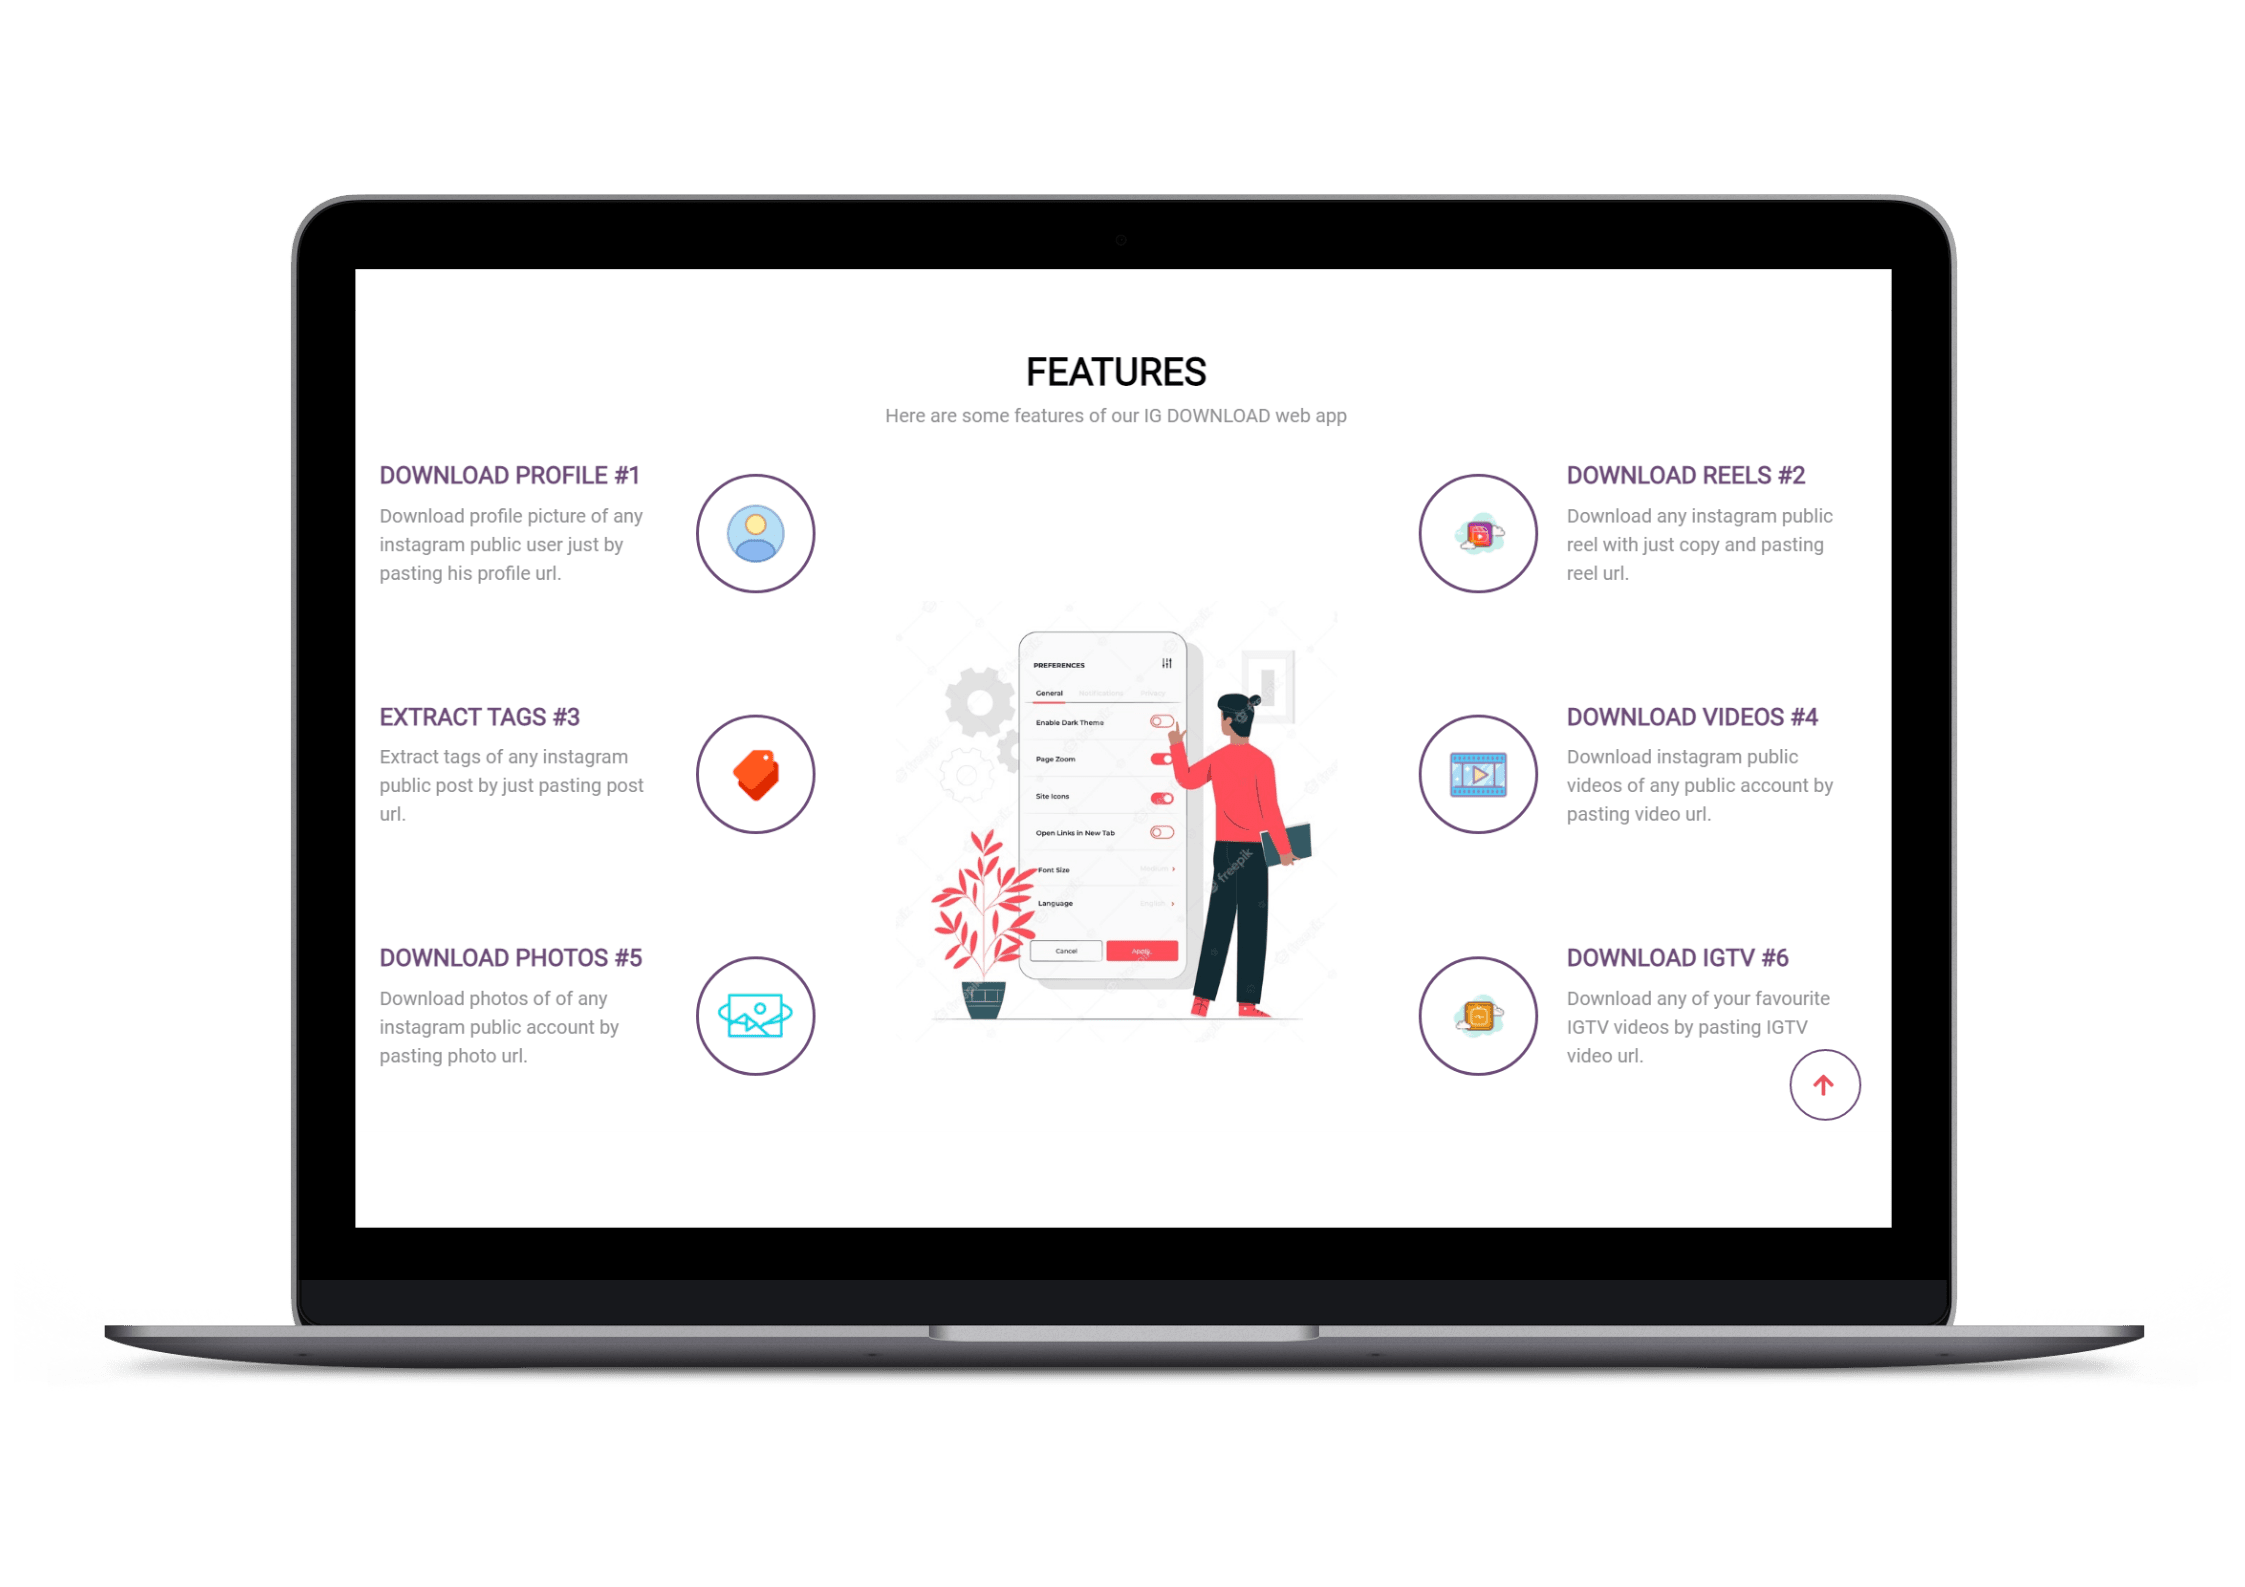 FEATURES
Here are some features of our IG DOWNLOAD web app
DOWNLOAD PROFILE #1
Download profile picture of any
instagram public user just by
pasting his profile url.
DOWNLOAD REELS #2
Download any instagram public
reel with just copy and pasting
reel url.
EXTRACT TAGS #3
Extract tags of any instagram
public post by just pasting post
url.
DOWNLOAD VIDEOS #4
Download instagram public
videos of any public account by
pasting video url.
DOWNLOAD PHOTOS #5
Download photos of of any
instagram public account by
pasting photo url.
DOWNLOAD IGTV #6
Download any of your favourite
IGTV videos by pasting IGTV
video url.
PREFERENCES
General Notifications Privacy
Enable Dark Theme
Page Zoom
Site Icons
Open Links in New Tab
Font Size Medium
Language English
Cancel Apply
freepik